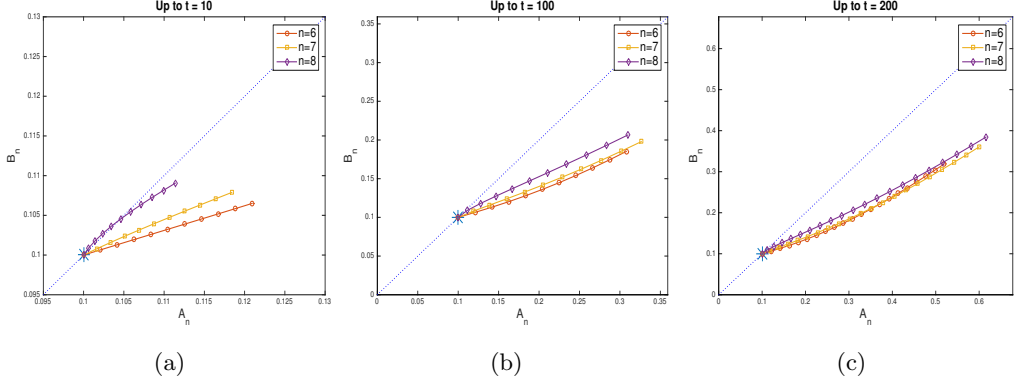 Up to t = 10
0.13
0.125
0.12
0.115
0.11
0.105
0.1
0.095
B_n
0.095
0.1
0.105
0.11
0.115
0.12
0.125
0.13
A_n
n=6
n=7
n=8
(a)
Up to t = 100
0.35
0.3
0.25
0.2
0.15
0.1
0.05
0
B_n
0
0.05
0.1
0.15
0.2
0.25
0.3
0.35
A_n
n=6
n=7
n=8
(b)
Up to t = 200
0.6
0.5
0.4
0.3
0.2
0.1
0
B_n
0
0.1
0.2
0.3
0.4
0.5
0.6
A_n
n=6
n=7
n=8
(c)